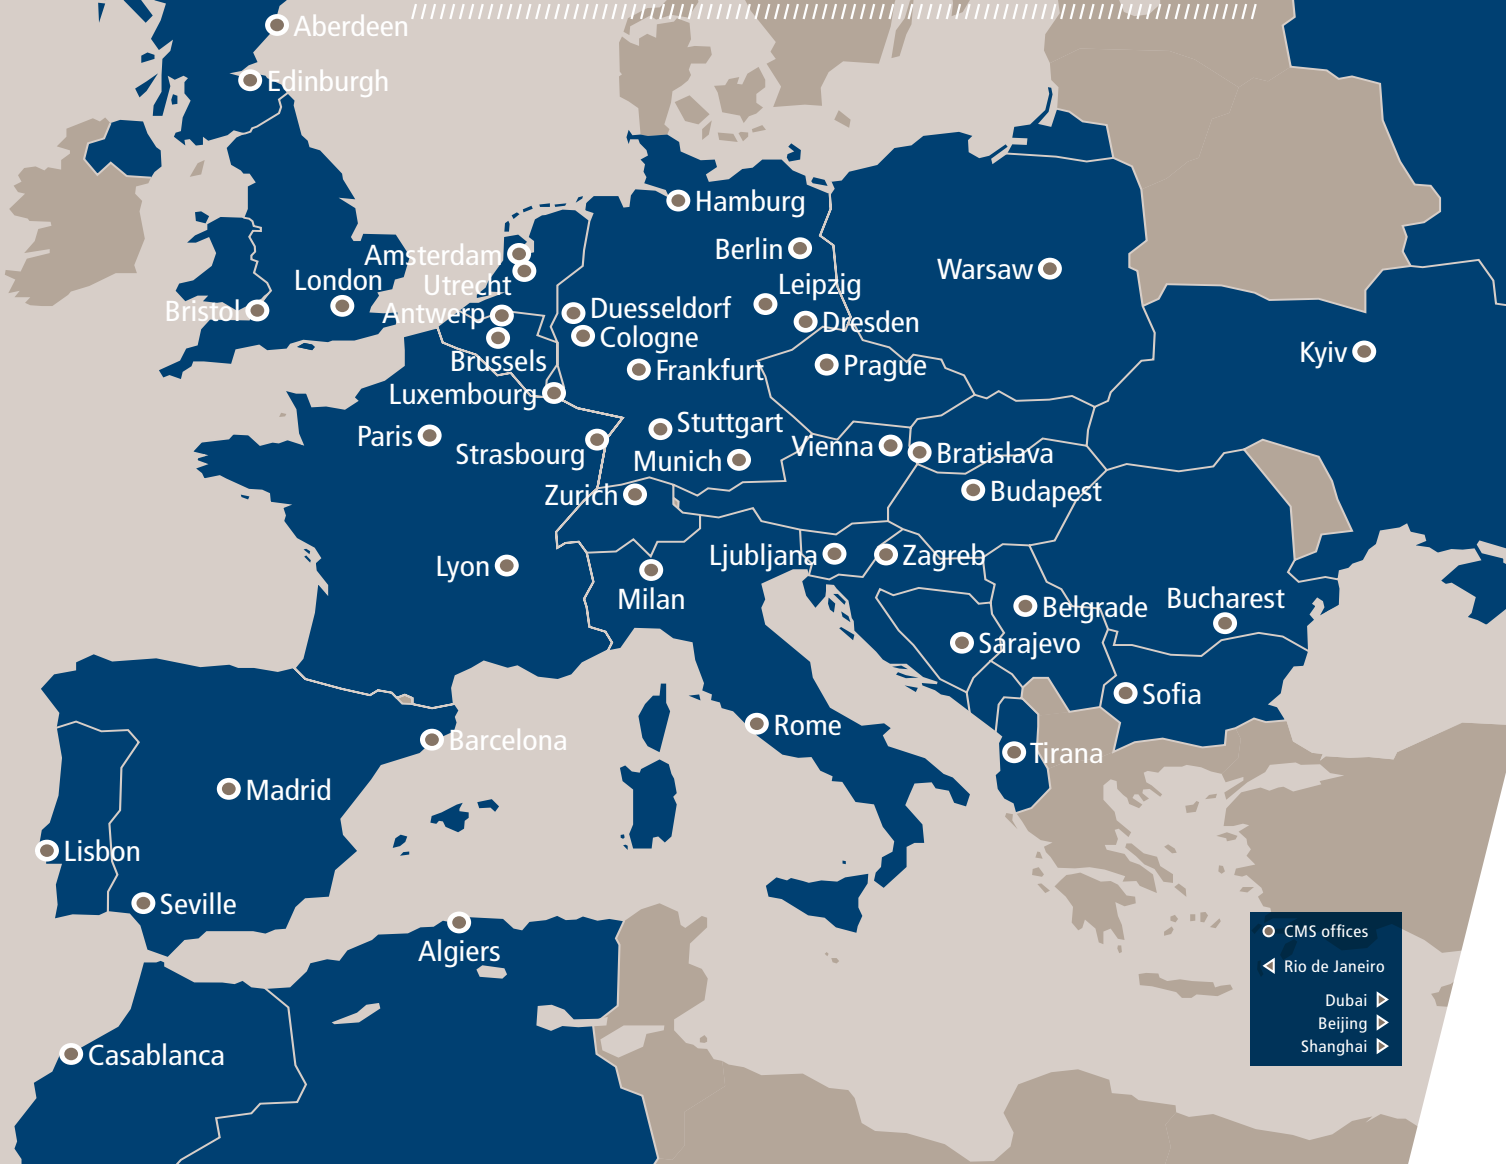 Aberdeen
Edinburgh
Hamburg
Berlin
Amsterdam
Utrecht
Warsaw
London
Leipzig
Bristol
Antwerp
Duesseldorf
Dresden
Cologne
Brussels
Kyiv
Frankfurt
Prague
Luxembourg
Paris
Stuttgart
Strasbourg
Munich
Vienna
Bratislava
Zurich
Budapest
Lyon
Ljubljana
Zagreb
Milan
Belgrade
Bucharest
Sarajevo
Sofia
Rome
Barcelona
Tirana
Madrid
Lisbon
Seville
Algiers
Casablanca
CMS offices
Rio de Janeiro
Dubai
Beijing
Shanghai